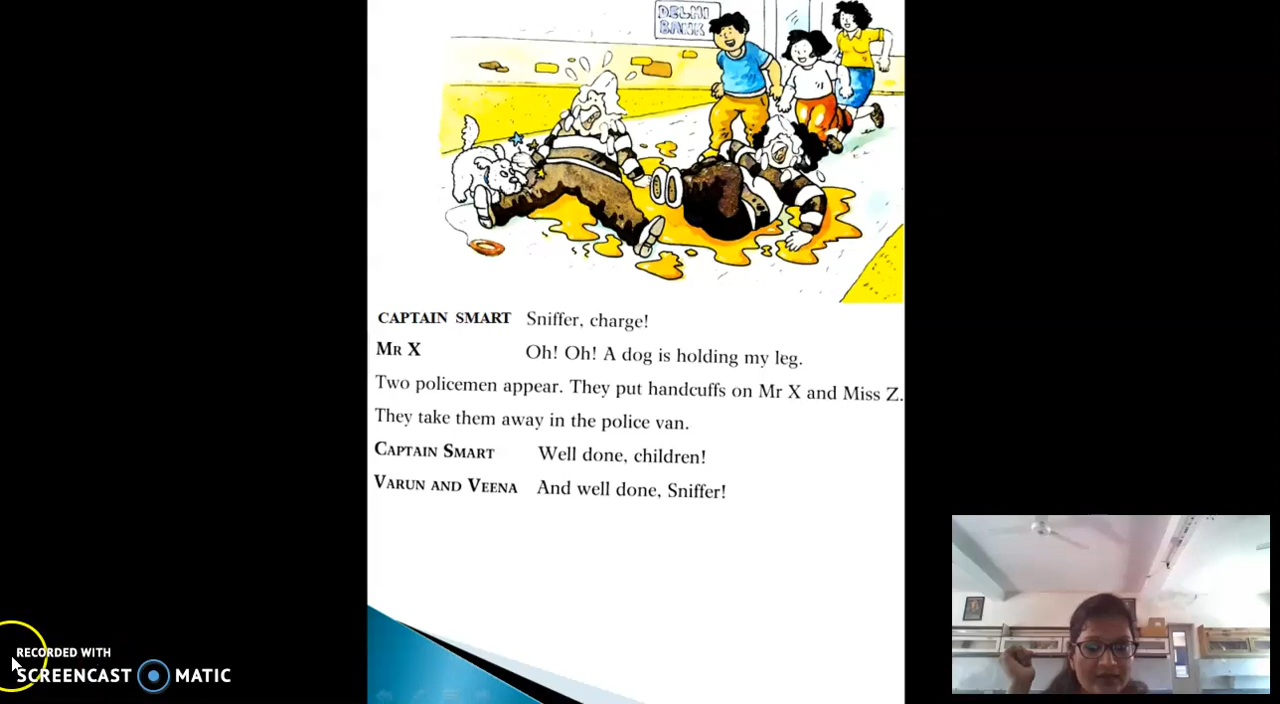 DELHI
BANK
CAPTAIN SMART Sniffer, charge!
MR X Oh! Oh! A dog is holding my leg.
Two policemen appear. They put handcuffs on Mr X and Miss Z.
They take them away in the police van.
CAPTAIN SMART Well done, children!
VARUN AND VEENA And well done, Sniffer!
RECORDED WITH
SCREENCAST MATIC